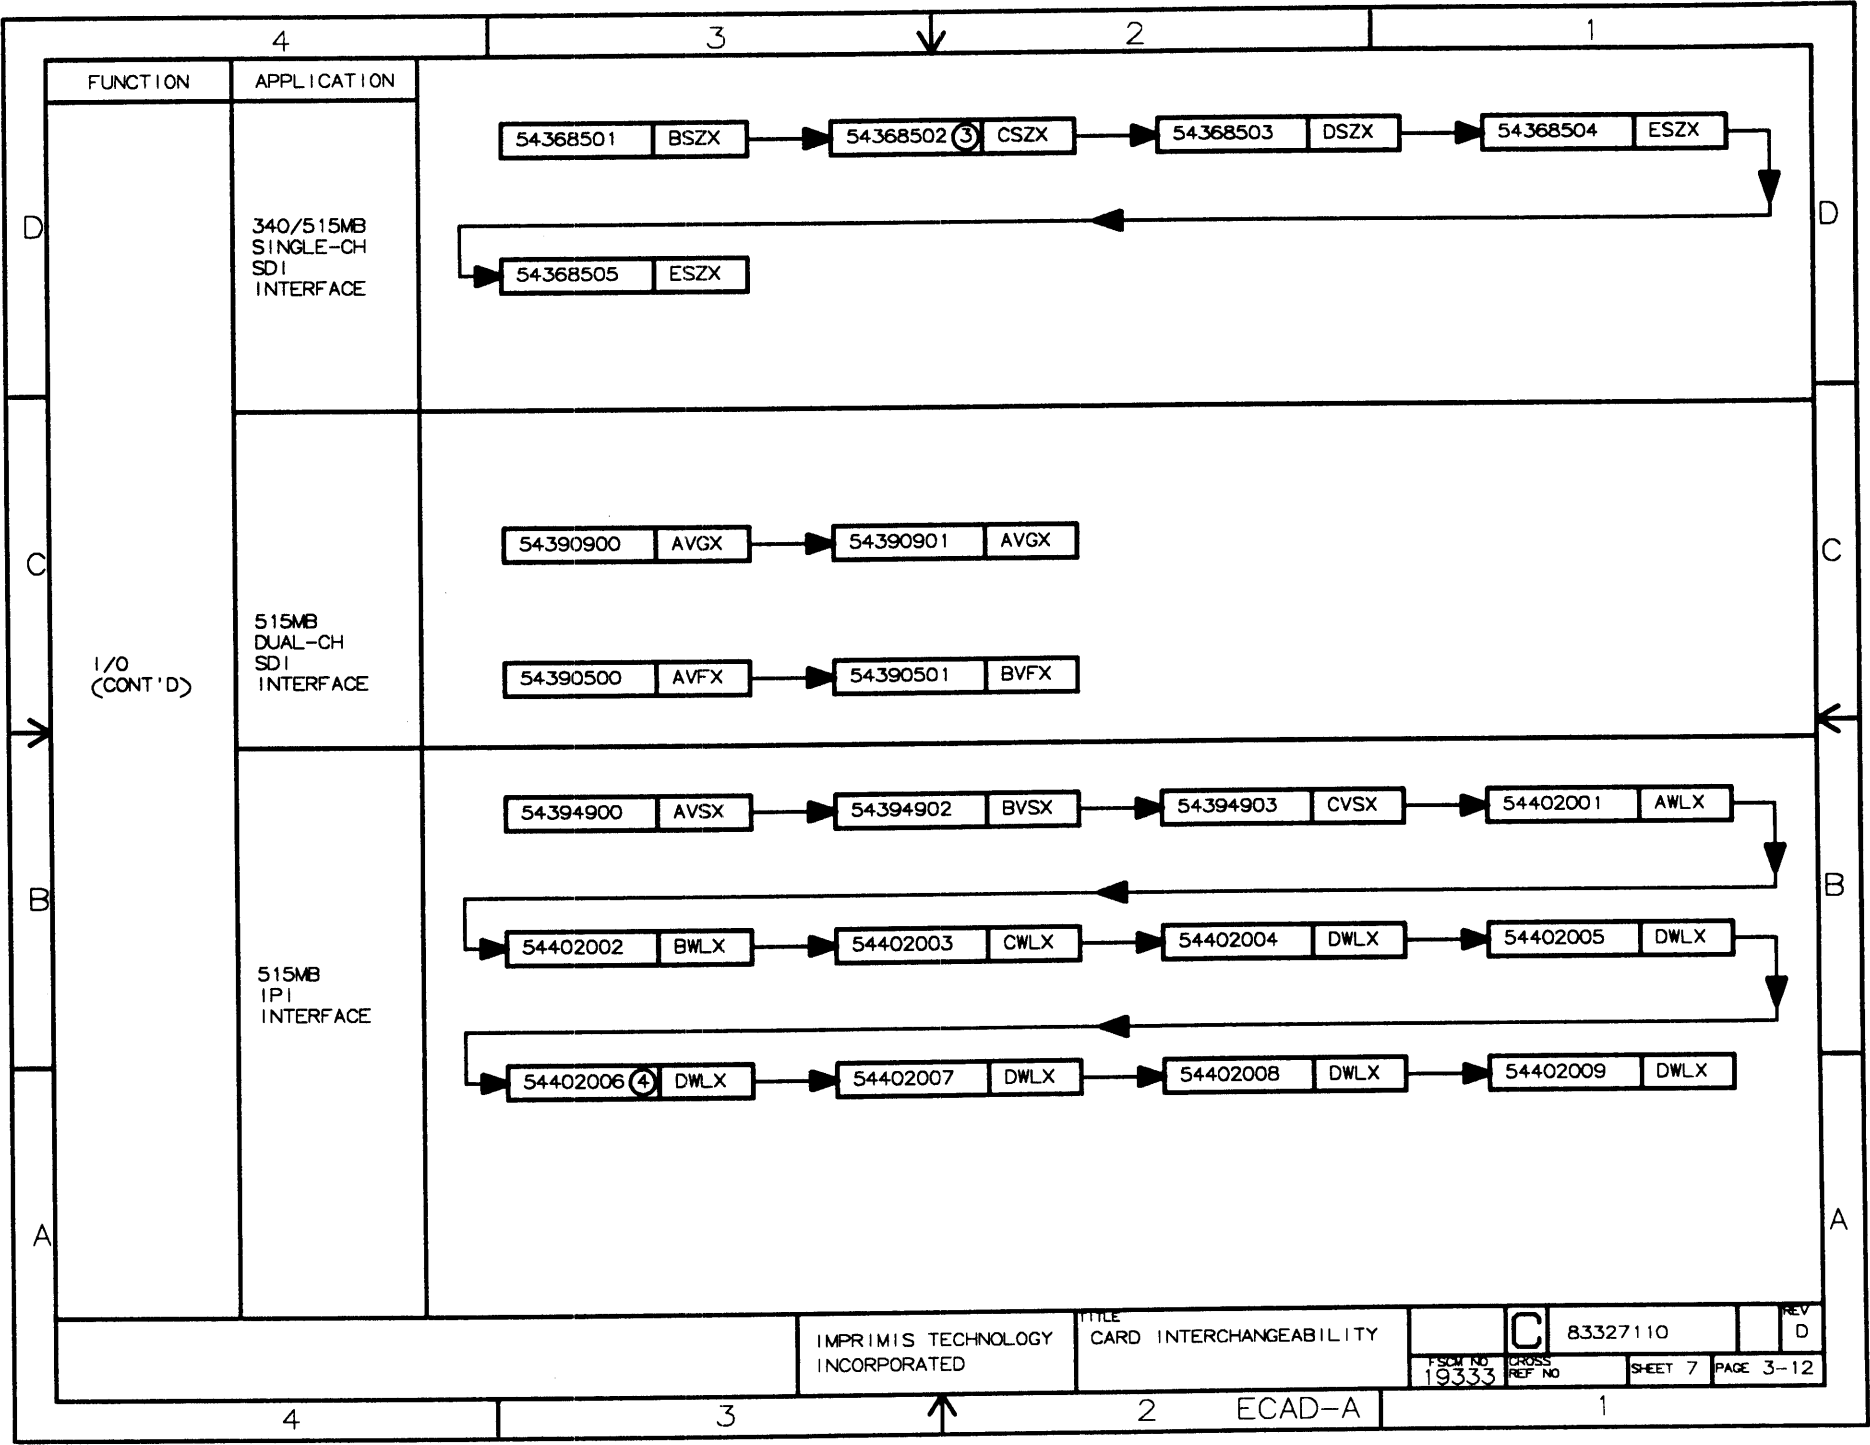 4 3 2 1
FUNCTION APPLICATION
54368501 BSZX 54368502 3 CSZX 54368503 DSZX 54368504 ESZX
D D
340/515MB
SINGLE-CH
SDI
INTERFACE
54368505 ESZX
54390900 AVGX 54390901 AVGX
C C
515MB
DUAL-CH
SDI
INTERFACE
I/O
(CONT'D)
54390500 AVFX 54390501 BVFX
54394900 AVSX 54394902 BVSX 54394903 CVSX 54402001 AWLX
B B
54402002 BWLX 54402003 CWLX 54402004 DWLX 54402005 DWLX
515MB
IPI
INTERFACE
54402006 4 DWLX 54402007 DWLX 54402008 DWLX 54402009 DWLX
A A
IMPRIMIS TECHNOLOGY
INCORPORATED
TITLE
CARD INTERCHANGEABILITY
C 83327110
REV
D
FSCM NO
19333
CROSS
REF NO
SHEET 7 PAGE 3-12
4 3 2 ECAD-A 1